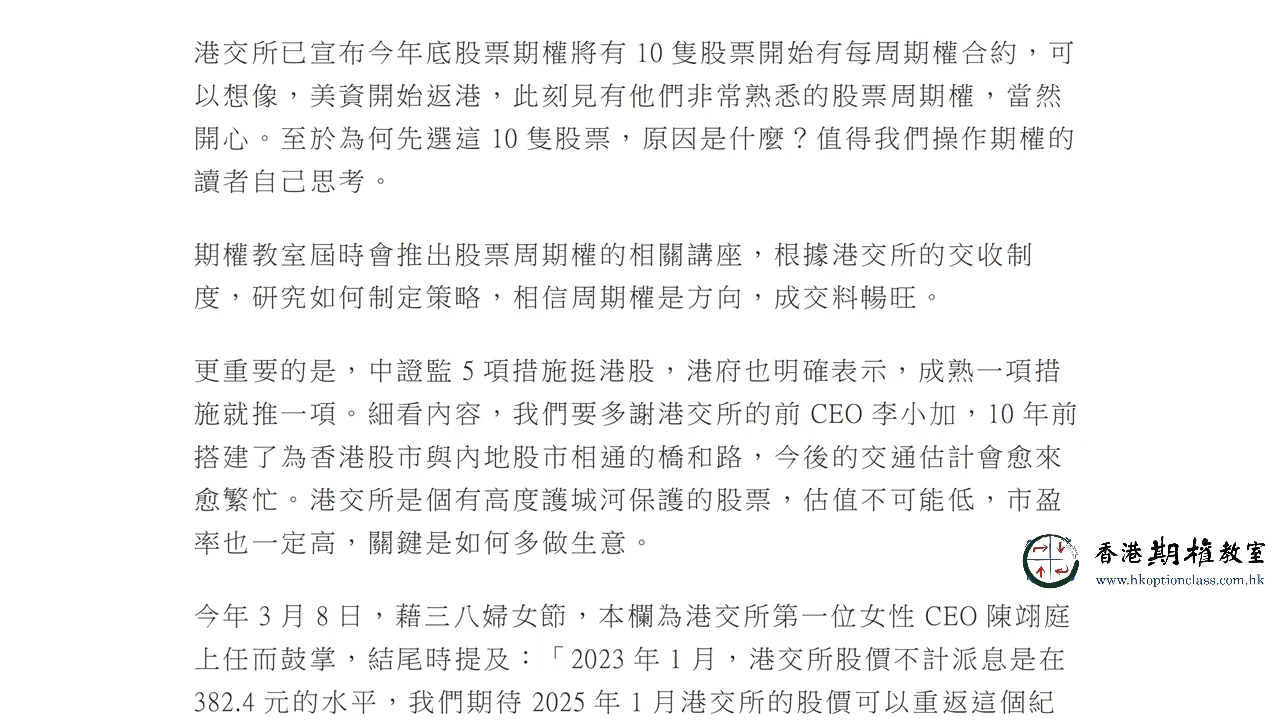 港交所已宣布今年底股票期權將有 10 隻股票開始有每周期權合約，可
以想像，美資開始返港，此刻見有他們非常熟悉的股票周期權，當然
開心。至於為何先選這 10 隻股票，原因是什麼？值得我們操作期權的
讀者自己思考。
期權教室屆時會推出股票周期權的相關講座，根據港交所的交收制
度，研究如何制定策略，相信周期權是方向，成交料暢旺。
更重要的是，中證監 5 項措施挺港股，港府也明確表示，成熟一項措
施就推一項。細看內容，我們要多謝港交所的前 CEO 李小加，10 年前
搭建了為香港股市與內地股市相通的橋和路，今後的交通估計會愈來
愈繁忙。港交所是個有高度護城河保護的股票，估值不可能低，市盈
率也一定高，關鍵是如何多做生意。
香港期權教室
www.hkoptionclass.com.hk
今年 3 月 8 日，藉三八婦女節，本欄為港交所第一位女性 CEO 陳翊庭
上任而鼓掌，結尾時提及：「2023 年 1 月，港交所股價不計派息是在
382.4 元的水平，我們期待 2025 年 1 月港交所的股價可以重返這個紀